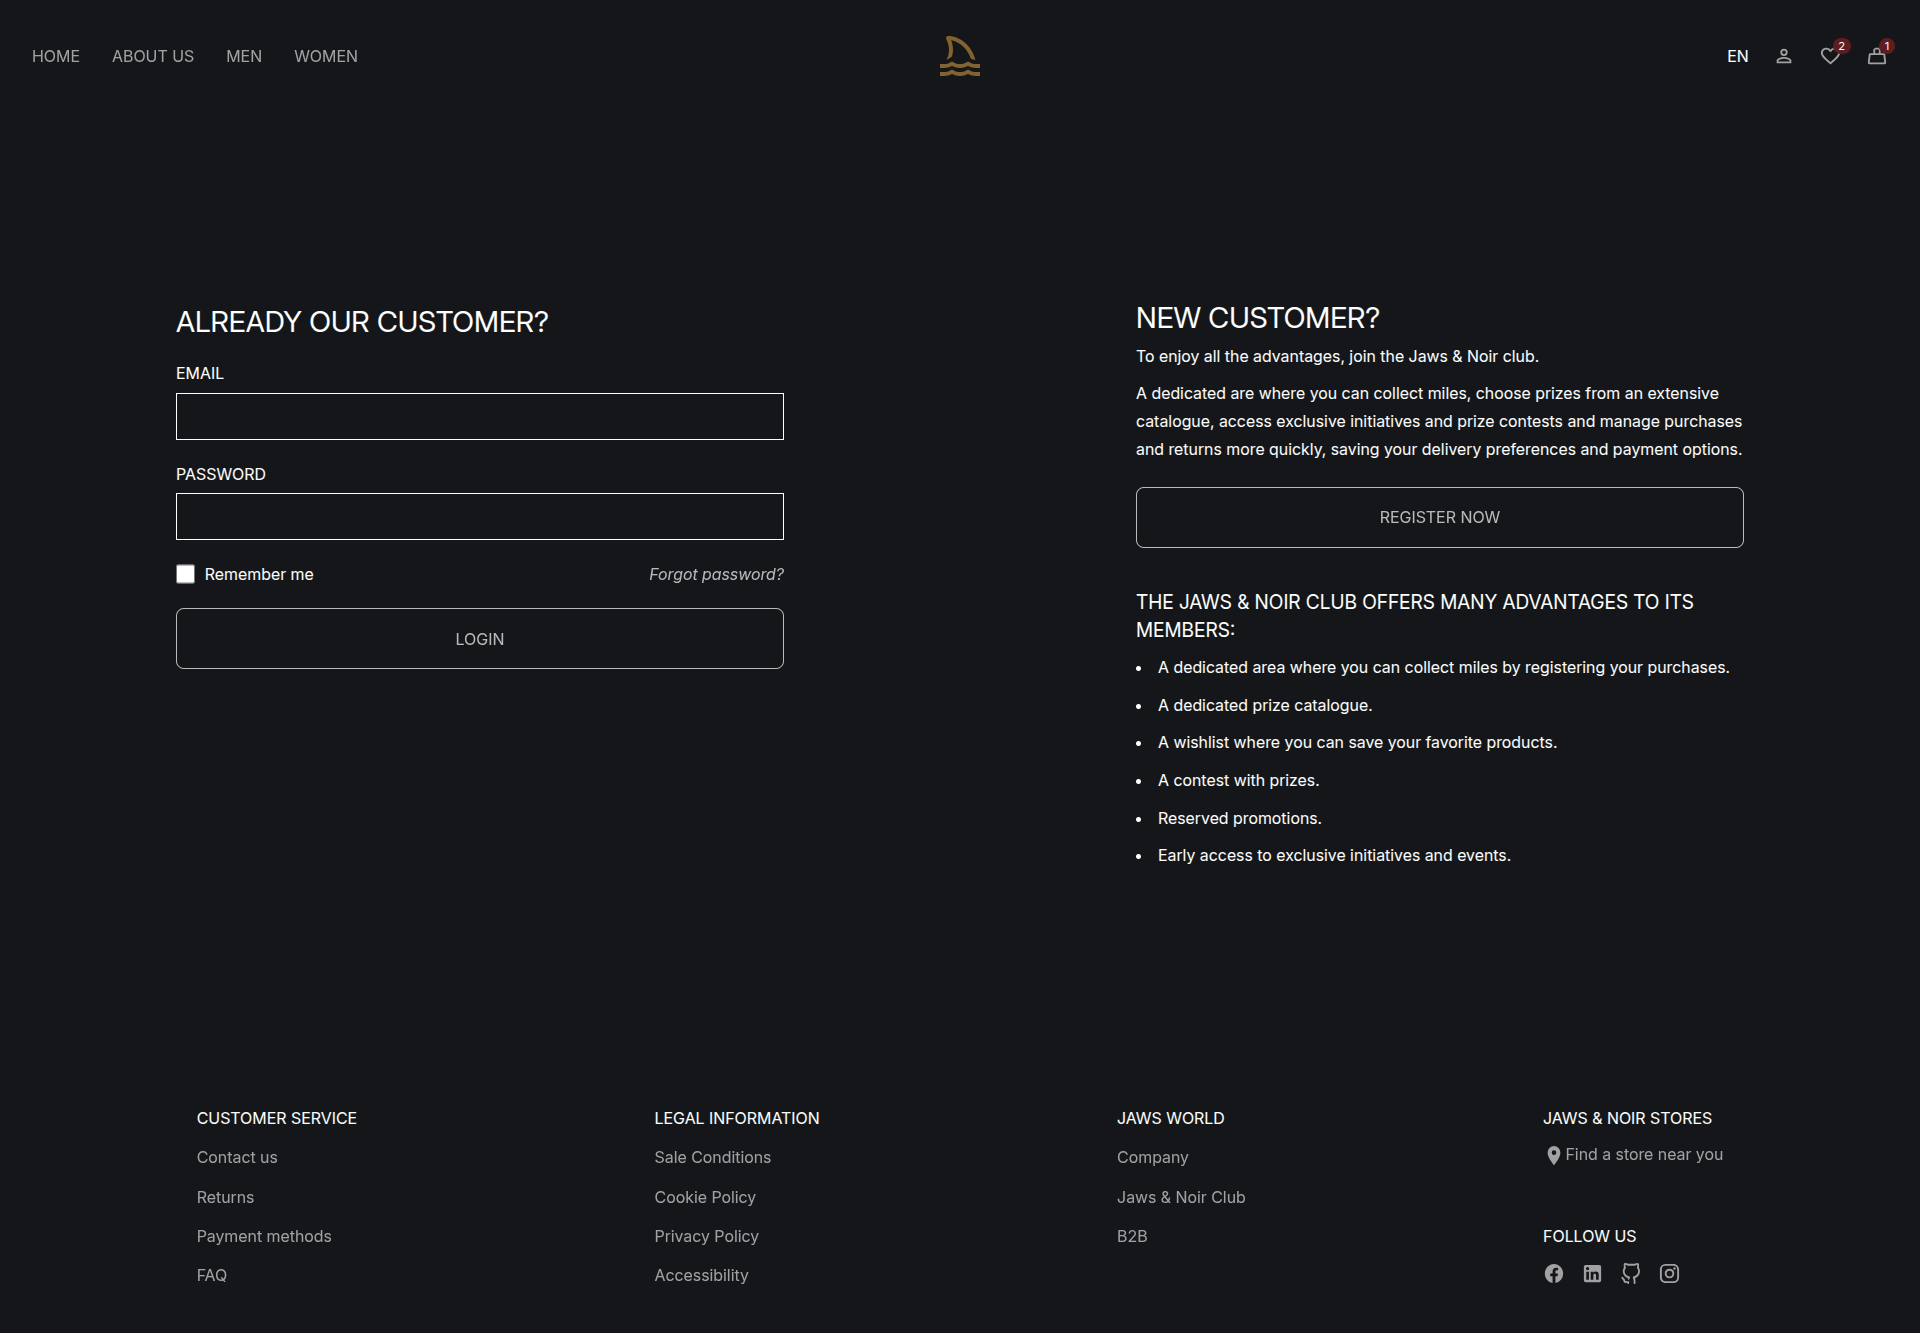 HOME
ABOUT US
MEN
WOMEN
EN
2
1
ALREADY OUR CUSTOMER?
EMAIL
PASSWORD
Remember me
Forgot password?
LOGIN
NEW CUSTOMER?
To enjoy all the advantages, join the Jaws & Noir club.
A dedicated are where you can collect miles, choose prizes from an extensive
catalogue, access exclusive initiatives and prize contests and manage purchases
and returns more quickly, saving your delivery preferences and payment options.
REGISTER NOW
THE JAWS & NOIR CLUB OFFERS MANY ADVANTAGES TO ITS
MEMBERS:
• A dedicated area where you can collect miles by registering your purchases.
• A dedicated prize catalogue.
• A wishlist where you can save your favorite products.
• A contest with prizes.
• Reserved promotions.
• Early access to exclusive initiatives and events.
CUSTOMER SERVICE
Contact us
Returns
Payment methods
FAQ
LEGAL INFORMATION
Sale Conditions
Cookie Policy
Privacy Policy
Accessibility
JAWS WORLD
Company
Jaws & Noir Club
B2B
JAWS & NOIR STORES
Find a store near you
FOLLOW US